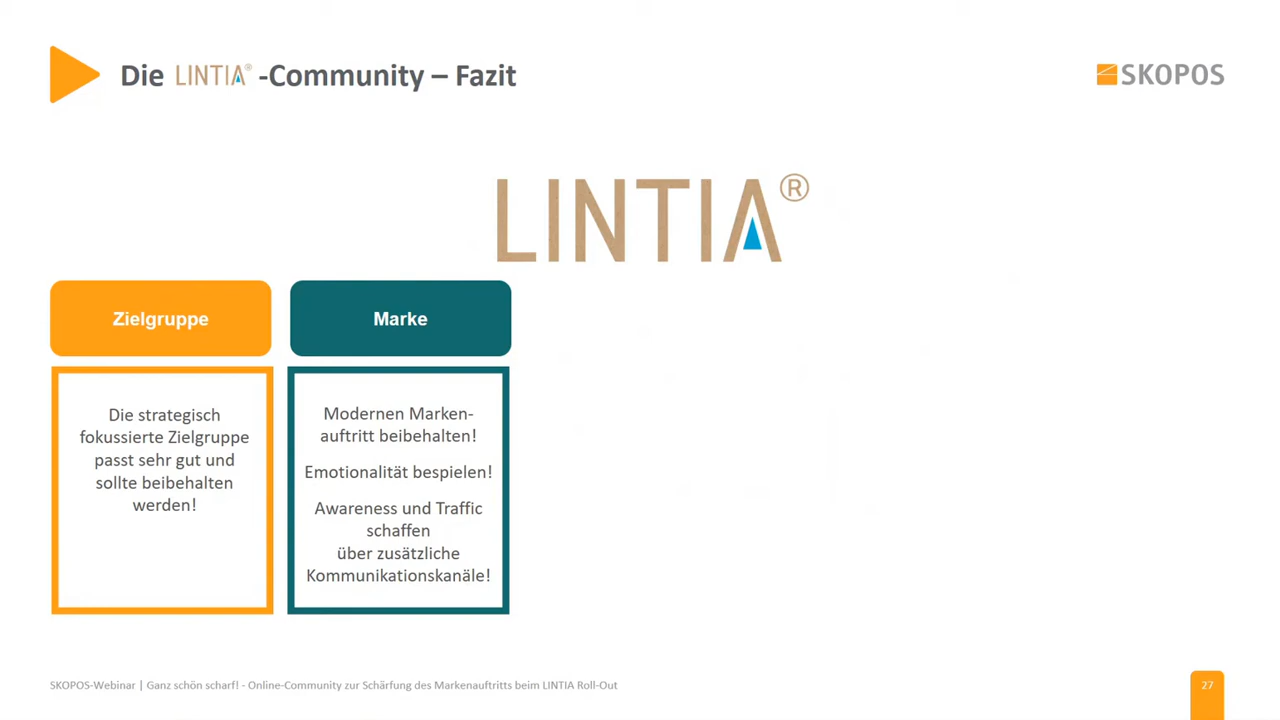 Die LINTIA® -Community – Fazit
SKOPOS
LINTIA®
Zielgruppe
Die strategisch
fokussierte Zielgruppe
passt sehr gut und
sollte beibehalten
werden!
Marke
Modernen Marken-
auftritt beibehalten!
Emotionalität bespielen!
Awareness und Traffic
schaffen
über zusätzliche
Kommunikationskanäle!
SKOPOS-Webinar | Ganz schön scharf! - Online-Community zur Schärfung des Markenauftritts beim LINTIA Roll-Out
27